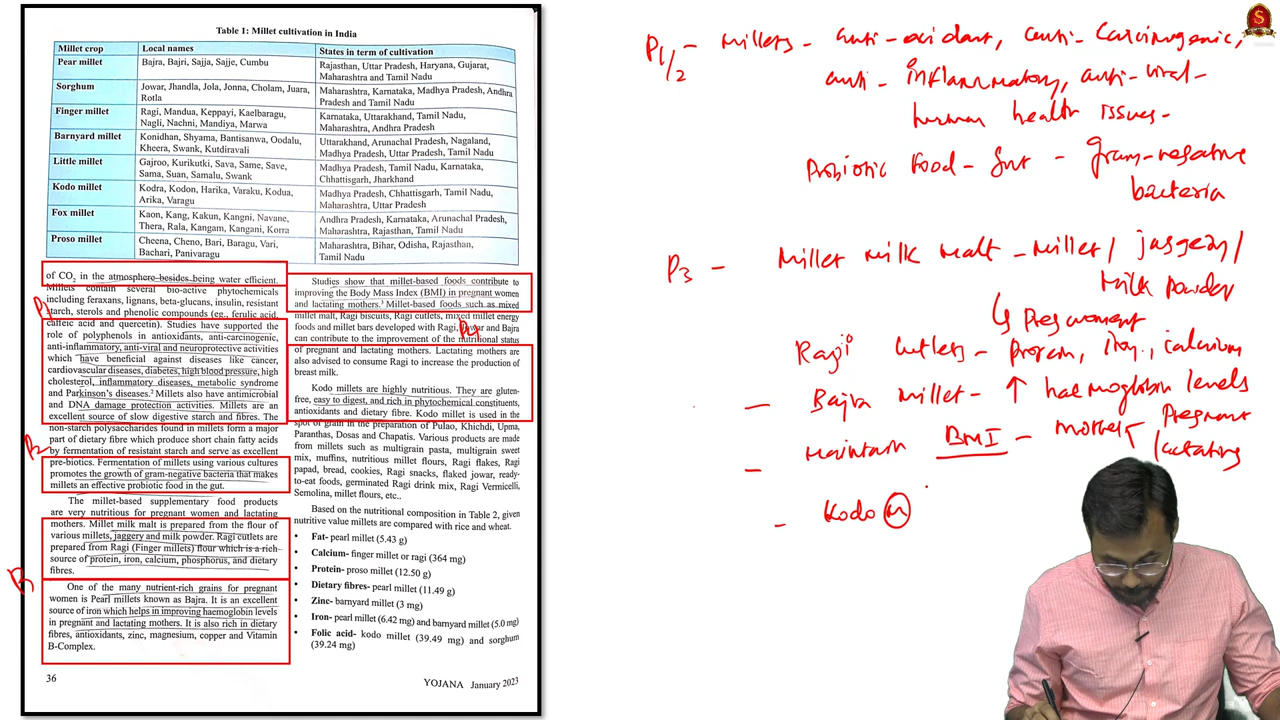 Table 1: Millet cultivation in India
Millet crop Local names States in term of cultivation
Pear millet Bajra, Bajri, Sajja, Sajje, Cumbu Rajasthan, Uttar Pradesh, Haryana, Gujarat,
Maharashtra and Tamil Nadu
Sorghum Jowar, Jhandla, Jola, Jonna, Cholam, Juara,
Rotla Maharashtra, Karnataka, Madhya Pradesh, Andhra
Pradesh and Tamil Nadu
Finger millet Ragi, Mandua, Keppayi, Kaelbaragu,
Nagli, Nachni, Mandiya, Marwa Karnataka, Uttarakhand, Tamil Nadu,
Maharashtra, Andhra Pradesh
Barnyard millet Konidhan, Shyama, Bantisanwa, Oodalu,
Kheera, Swank, Kutdiravali Uttarakhand, Arunachal Pradesh, Nagaland,
Madhya Pradesh, Uttar Pradesh, Tamil Nadu
Little millet Gajroo, Kurikutki, Sava, Same, Save,
Sama, Suan, Samalu, Swank Madhya Pradesh, Tamil Nadu, Karnataka,
Chhattisgarh, Jharkhand
Kodo millet Kodra, Kodon, Harika, Varaku, Kodua,
Arika, Varagu Madhya Pradesh, Chhattisgarh, Tamil Nadu,
Maharashtra, Uttar Pradesh
Fox millet Kaon, Kang, Kakun, Kangni, Navane,
Thera, Rala, Kangam, Kangani, Korra Andhra Pradesh, Karnataka, Arunachal Pradesh,
Maharashtra, Rajasthan, Tamil Nadu
Proso millet Cheena, Cheno, Bari, Baragu, Vari,
Bachari, Panivaragu Maharashtra, Bihar, Odisha, Rajasthan,
Tamil Nadu
of CO2 in the atmosphere besides being water efficient.
Millets contain several bio-active phytochemicals
including feraxans, lignans, beta-glucans, insulin, resistant
starch, sterols and phenolic compounds (eg., ferulic acid,
caffeic acid and quercetin). Studies have supported the
role of polyphenols in antioxidants, anti-carcinogenic,
anti-inflammatory, anti-viral and neuroprotective activities
which have beneficial against diseases like cancer,
cardiovascular diseases, diabetes, high blood pressure, high
cholesterol, inflammatory diseases, metabolic syndrome
and Parkinson's diseases.2 Millets also have antimicrobial
and DNA damage protection activities. Millets are an
excellent source of slow digestive starch and fibres. The
non-starch polysaccharides found in millets form a major
part of dietary fibre which produce short chain fatty acids
by fermentation of resistant starch and serve as excellent
pre-biotics. Fermentation of millets using various cultures
promotes the growth of gram-negative bacteria that makes
millets an effective probiotic food in the gut.
The millet-based supplementary food products
are very nutritious for pregnant women and lactating
mothers. Millet milk malt is prepared from the flour of
various millets, jaggery and milk powder. Ragi cutlets are
prepared from Ragi (Finger millets) flour which is a rich
source of protein, iron, calcium, phosphorus, and dietary
fibres.
One of the many nutrient-rich grains for pregnant
women is Pearl millets known as Bajra. It is an excellent
source of iron which helps in improving haemoglobin levels
in pregnant and lactating mothers. It is also rich in dietary
fibres, antioxidants, zinc, magnesium, copper and Vitamin
B-Complex.
Studies show that millet-based foods contribute to
improving the Body Mass Index (BMI) in pregnant women
and lactating mothers.3 Millet-based foods such as mixed
millet malt, Ragi biscuits, Ragi cutlets, mixed millet energy
foods and millet bars developed with Ragi, Jowar and Bajra
can contribute to the improvement of the nutritional status
of pregnant and lactating mothers. Lactating mothers are
also advised to consume Ragi to increase the production of
breast milk.
Kodo millets are highly nutritious. They are gluten-
free, easy to digest, and rich in phytochemical constituents,
antioxidants and dietary fibre. Kodo millet is used in the
spot of grain in the preparation of Pulao, Khichdi, Upma,
Paranthas, Dosas and Chapatis. Various products are made
from millets such as multigrain pasta, multigrain sweet
mix, muffins, nutritious millet flours, Ragi flakes, Ragi
papad, bread, cookies, Ragi snacks, flaked jowar, ready-
to-eat foods, germinated Ragi drink mix, Ragi Vermicelli,
Semolina, millet flours, etc..
Based on the nutritional composition in Table 2, given
nutritive value millets are compared with rice and wheat.
• Fat- pearl millet (5.43 g)
• Calcium- finger millet or ragi (364 mg)
• Protein- proso millet (12.50 g)
• Dietary fibres- pearl millet (11.49 g)
• Zinc- barnyard millet (3 mg)
• Iron- pearl millet (6.42 mg) and barnyard millet (5.0 mg)
• Folic acid- kodo millet (39.49 mg) and sorghum
(39.24 mg)
36
YOJANA January 2023
P1
P2
P3
P4
P1/2 - Millets - anti-oxidant, anti-carcinogenic,
anti-inflammatory, anti-viral -
human health issues -
Probiotic Food - Gut - gram-negative
bacteria
P3 - Millet milk malt - Millet / jaggery /
Milk powder
↳ Pregwoment
Ragi cutlets - protein, iron, calcium
- Bajra millet - ↑ haemoglobin levels
- Maintain BMI - mother < Pregnant
/ lactating
- Kodo M
S